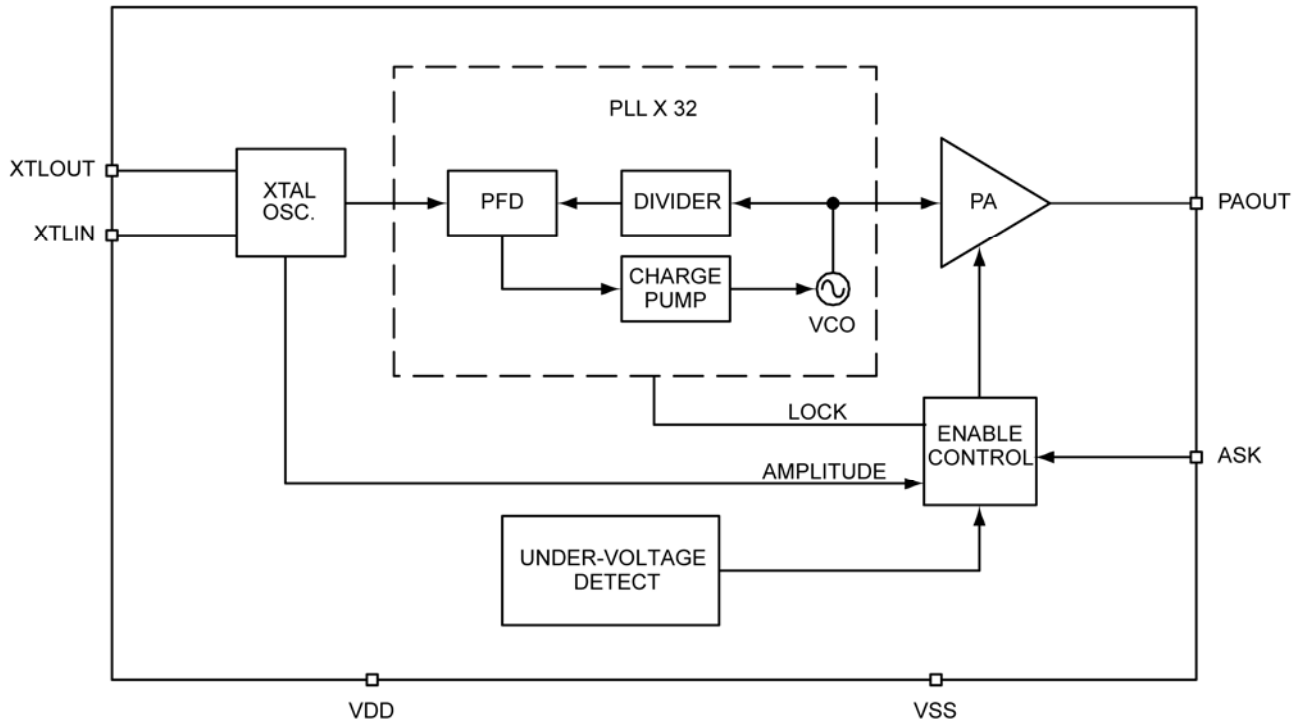 PLL X 32
XTLOUT
XTLIN
XTAL
OSC.
PFD
DIVIDER
PA
PAOUT
CHARGE
PUMP
VCO
LOCK
ENABLE
CONTROL
ASK
AMPLITUDE
UNDER-VOLTAGE
DETECT
VDD
VSS